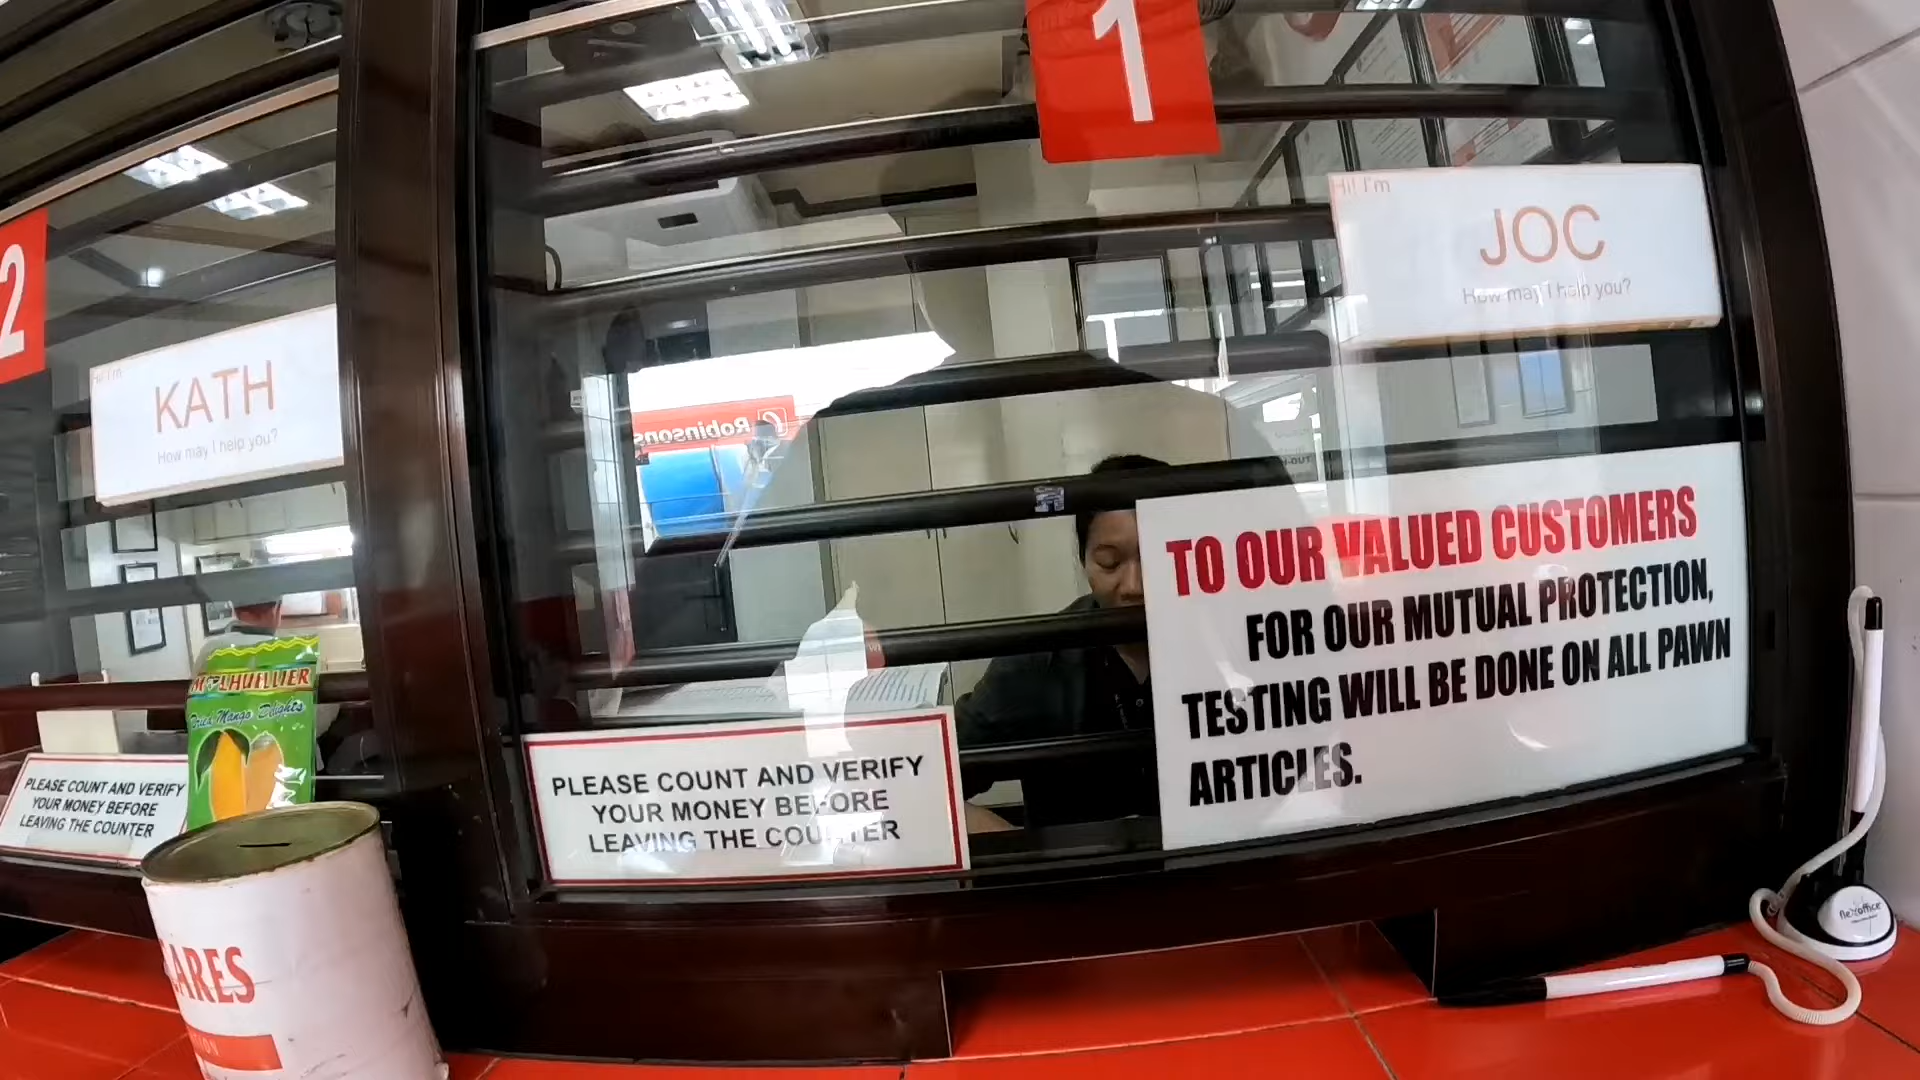 2
Hi! I'm
KATH
How may I help you?
1
Hi! I'm
JOC
How may I help you?
Robinsons
TO OUR VALUED CUSTOMERS
FOR OUR MUTUAL PROTECTION,
TESTING WILL BE DONE ON ALL PAWN
ARTICLES.
PLEASE COUNT AND VERIFY
YOUR MONEY BEFORE
LEAVING THE COUNTER
PLEASE COUNT AND VERIFY
YOUR MONEY BEFORE
LEAVING THE COUNTER
Dried Mango Delights
CARES
nexoffice